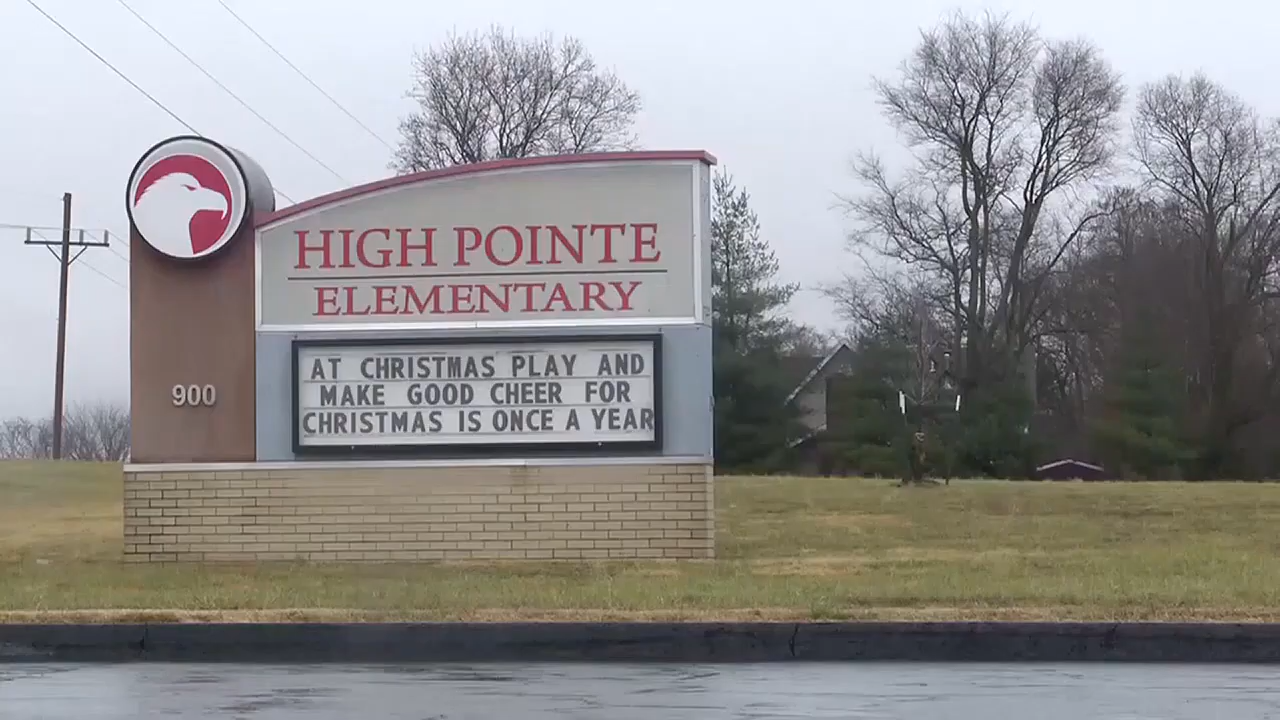 HIGH POINTE
ELEMENTARY
900
AT CHRISTMAS PLAY AND
MAKE GOOD CHEER FOR
CHRISTMAS IS ONCE A YEAR